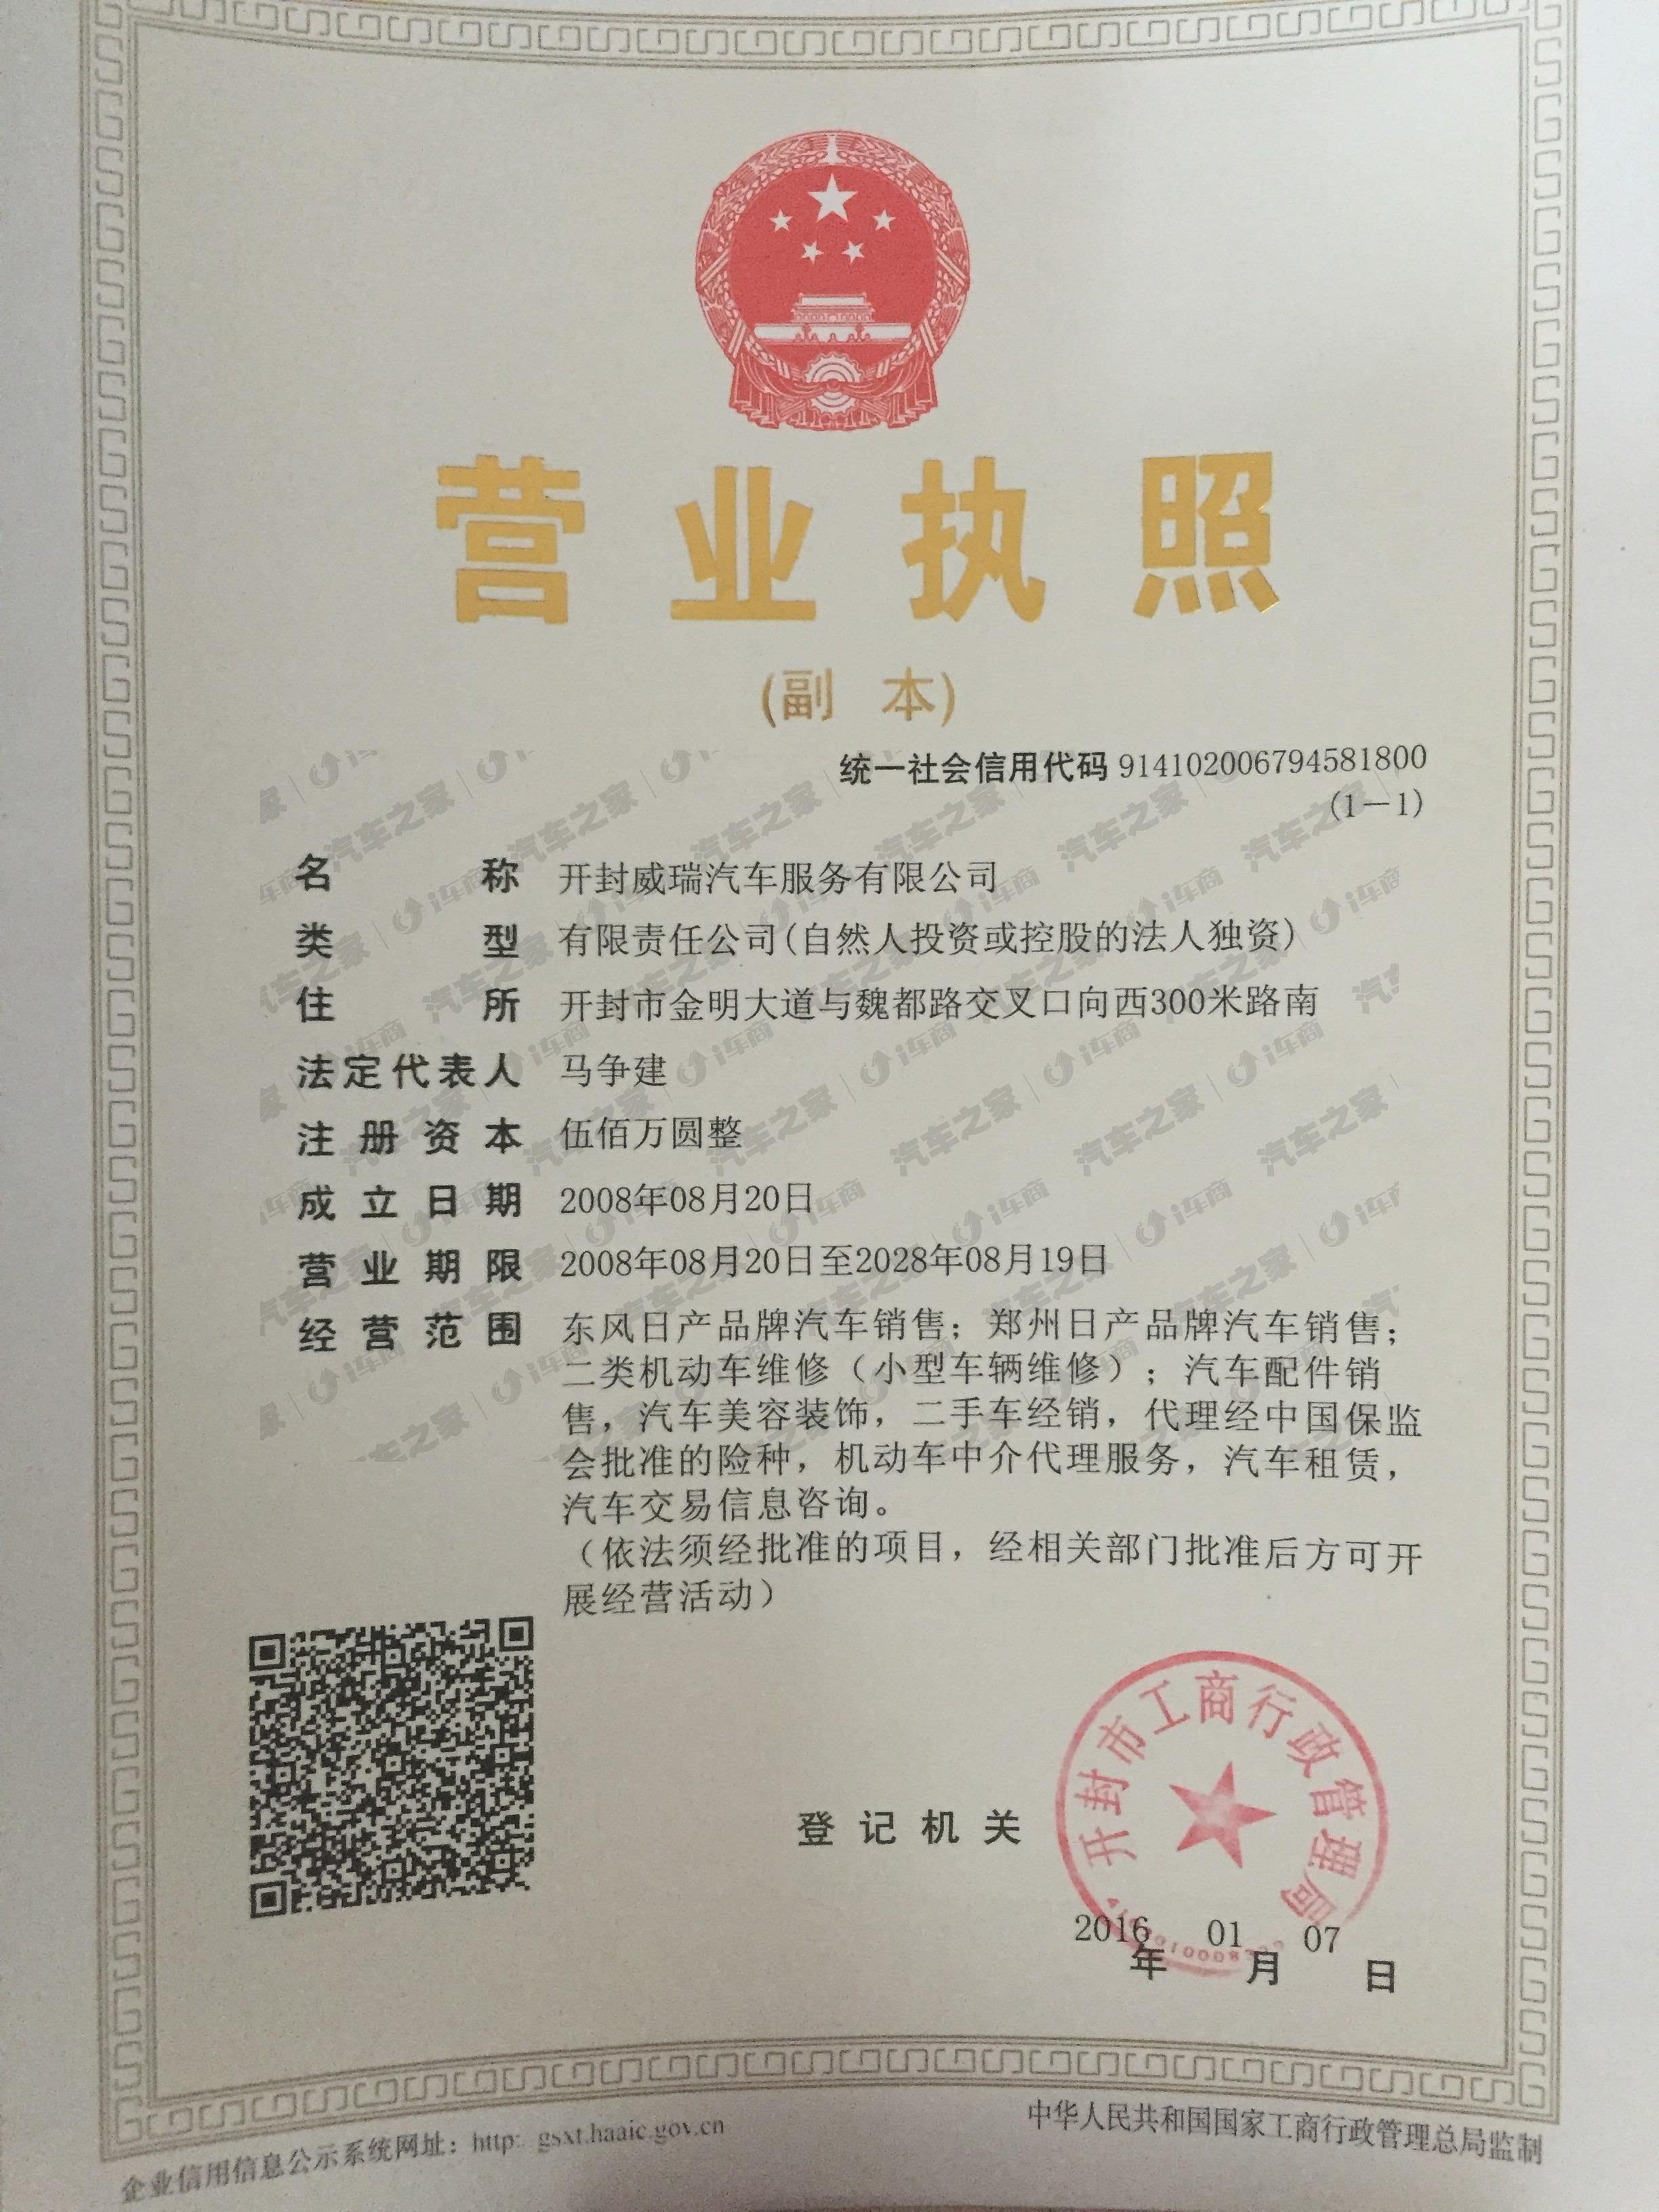 营业执照
(副 本)
统一社会信用代码 914102006794581800
(1－1)
名 称 开封威瑞汽车服务有限公司
类 型 有限责任公司(自然人投资或控股的法人独资)
住 所 开封市金明大道与魏都路交叉口向西300米路南
法定代表人 马争建
注册资本 伍佰万圆整
成立日期 2008年08月20日
营业期限 2008年08月20日至2028年08月19日
经营范围 东风日产品牌汽车销售；郑州日产品牌汽车销售；
二类机动车维修（小型车辆维修）；汽车配件销
售，汽车美容装饰，二手车经销，代理经中国保监
会批准的险种，机动车中介代理服务，汽车租赁，
汽车交易信息咨询。
（依法须经批准的项目，经相关部门批准后方可开
展经营活动）
开封市工商行政管理局
登记机关
2016年01月07日
企业信用信息公示系统网址：http: gsxt.haaic.gov.cn
中华人民共和国国家工商行政管理总局监制
汽车之家 | i车商